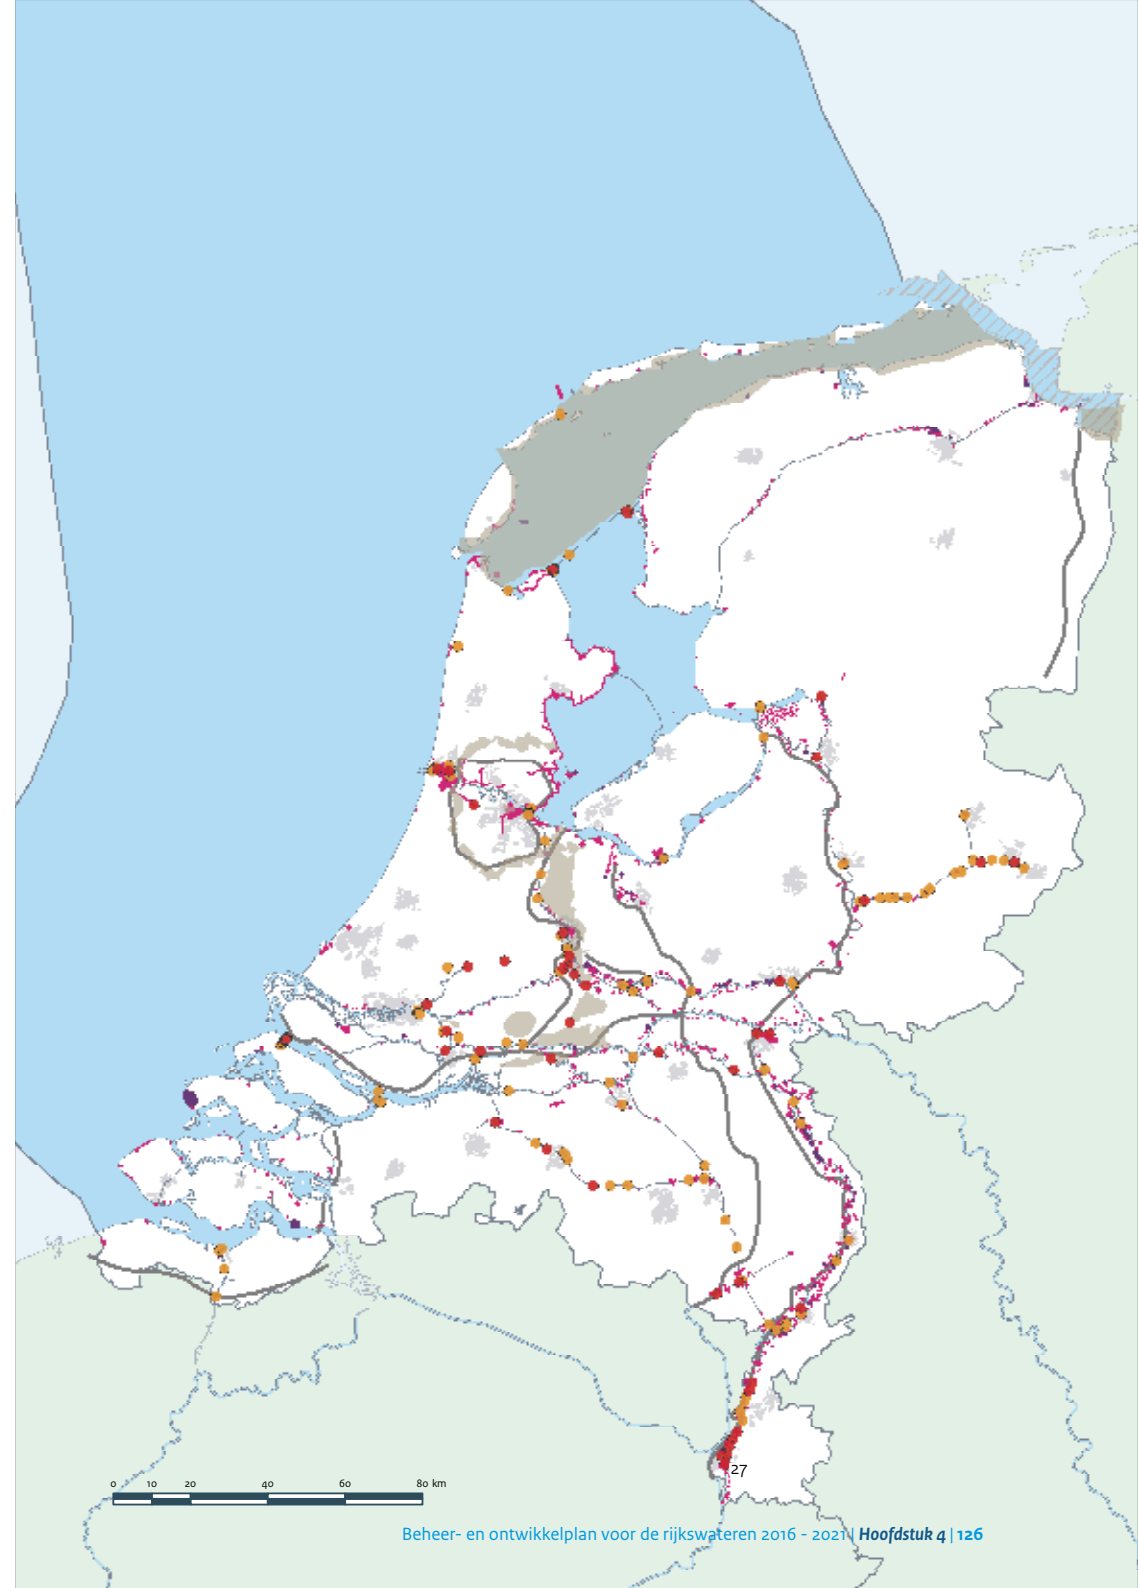 27
0 10 20 40 60 80 km
Beheer- en ontwikkelplan voor de rijkswateren 2016 - 2021 | Hoofdstuk 4 | 126